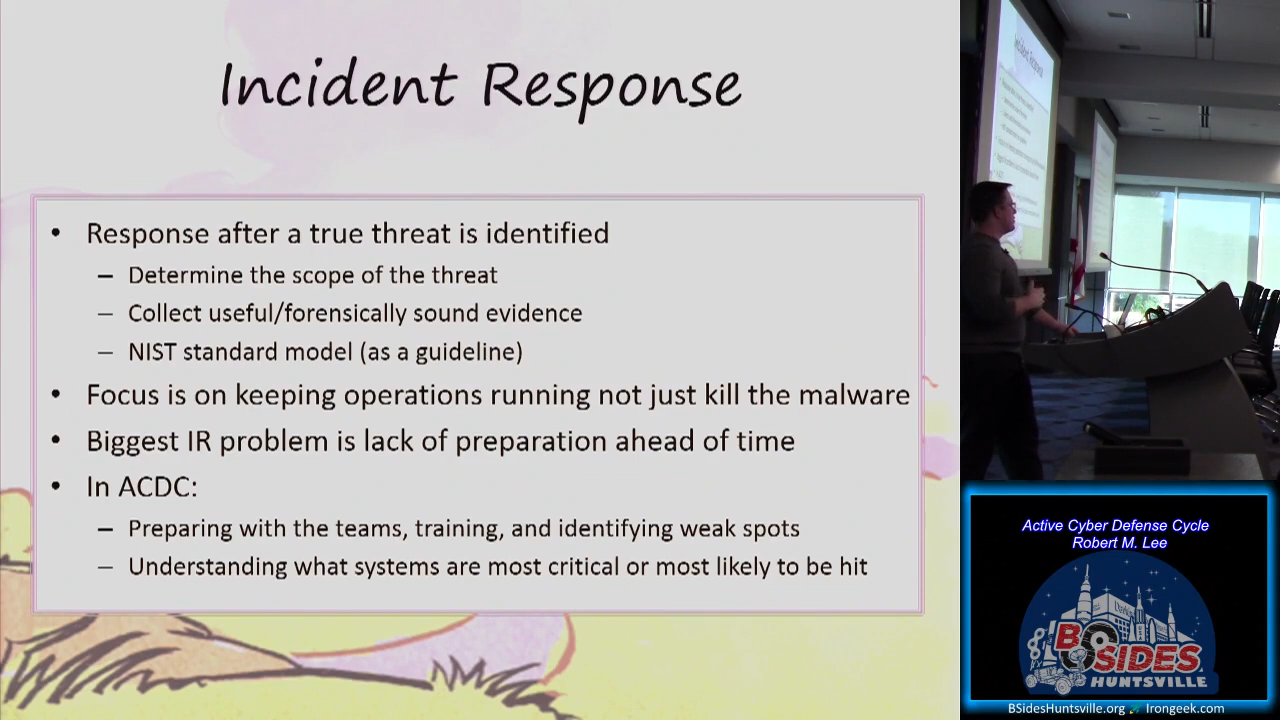 Incident Response
• Response after a true threat is identified
– Determine the scope of the threat
– Collect useful/forensically sound evidence
– NIST standard model (as a guideline)
• Focus is on keeping operations running not just kill the malware
• Biggest IR problem is lack of preparation ahead of time
• In ACDC:
– Preparing with the teams, training, and identifying weak spots
– Understanding what systems are most critical or most likely to be hit
Active Cyber Defense Cycle
Robert M. Lee
BSIDES
HUNTSVILLE
BSidesHuntsville.org Irongeek.com